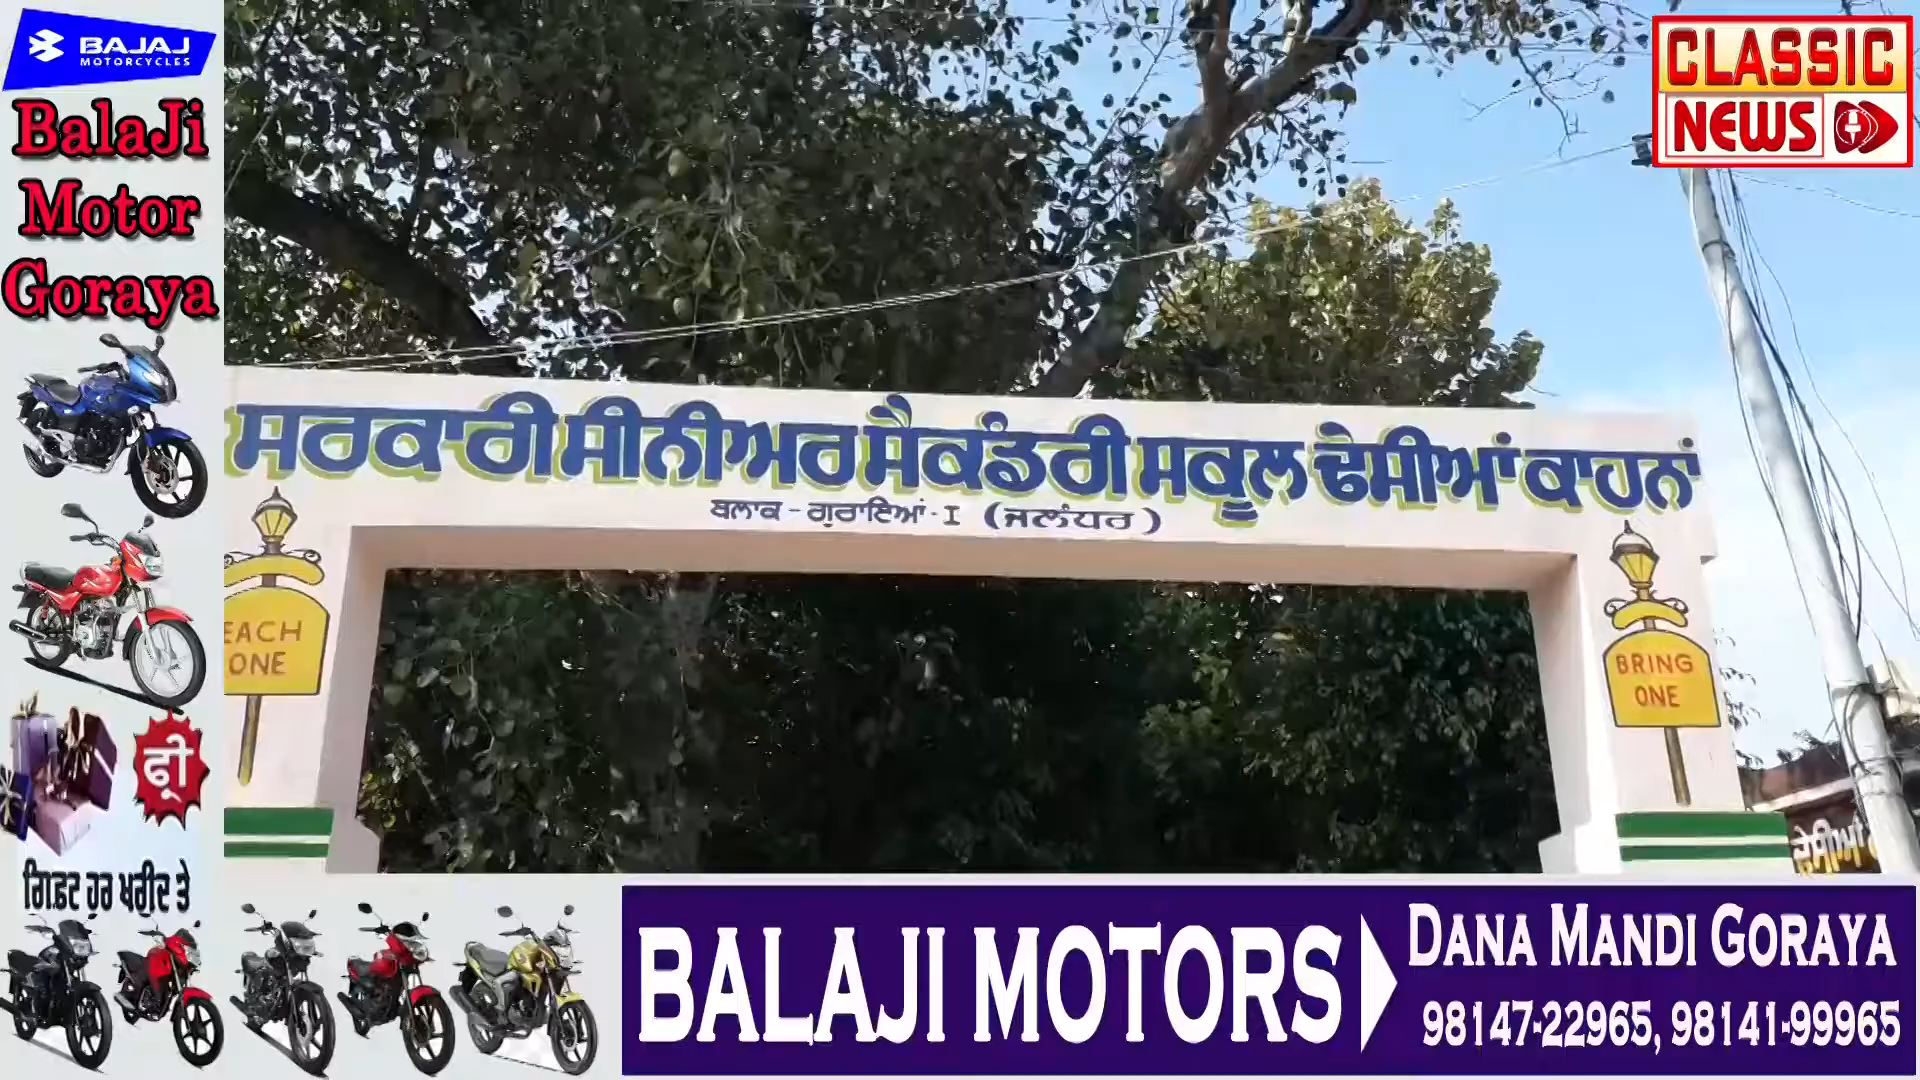 BAJAJ
MOTORCYCLES
BalaJi
Motor
Goraya
CLASSIC
NEWS
ਸਰਕਾਰੀ ਸੀਨੀਅਰ ਸੈਕੰਡਰੀ ਸਕੂਲ ਢੇਸੀਆਂ ਕਾਹਨਾਂ
ਬਲਾਕ - ਗੁਰਾਇਆਂ - I (ਜਲੰਧਰ)
EACH
ONE
BRING
ONE
ਫ੍ਰੀ
ਗਿਫ਼ਟ ਹਰ ਖਰੀਦ ਤੇ
BALAJI MOTORS
DANA MANDI GORAYA
98147-22965, 98141-99965